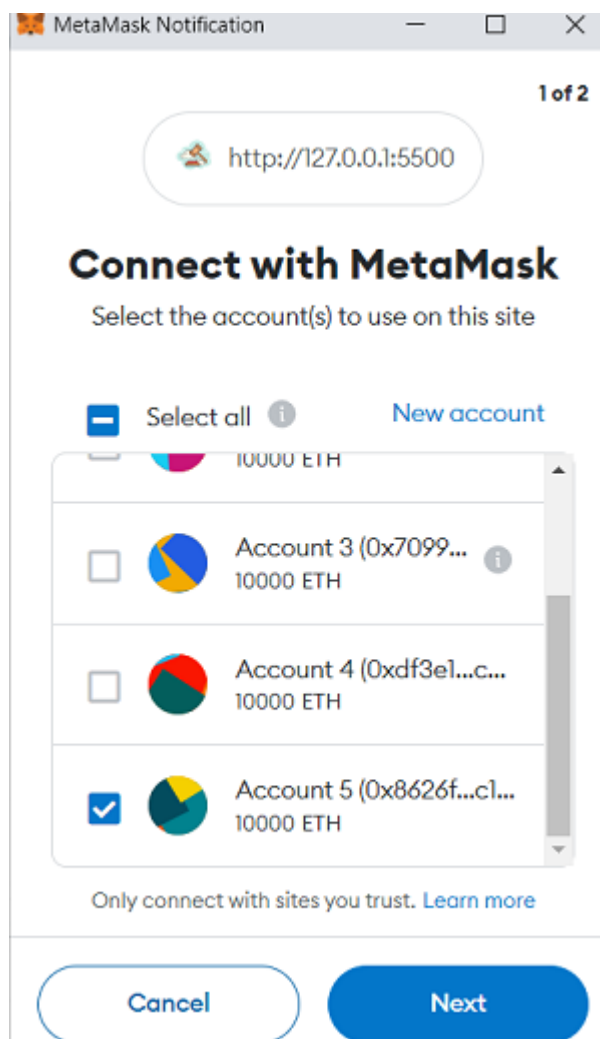 MetaMask Notification
1 of 2
http://127.0.0.1:5500
Connect with MetaMask
Select the account(s) to use on this site
Select all
New account
10000 ETH
Account 3 (0x7099...
10000 ETH
Account 4 (0xdf3e1...c...
10000 ETH
Account 5 (0x8626f...c1...
10000 ETH
Only connect with sites you trust. Learn more
Cancel
Next